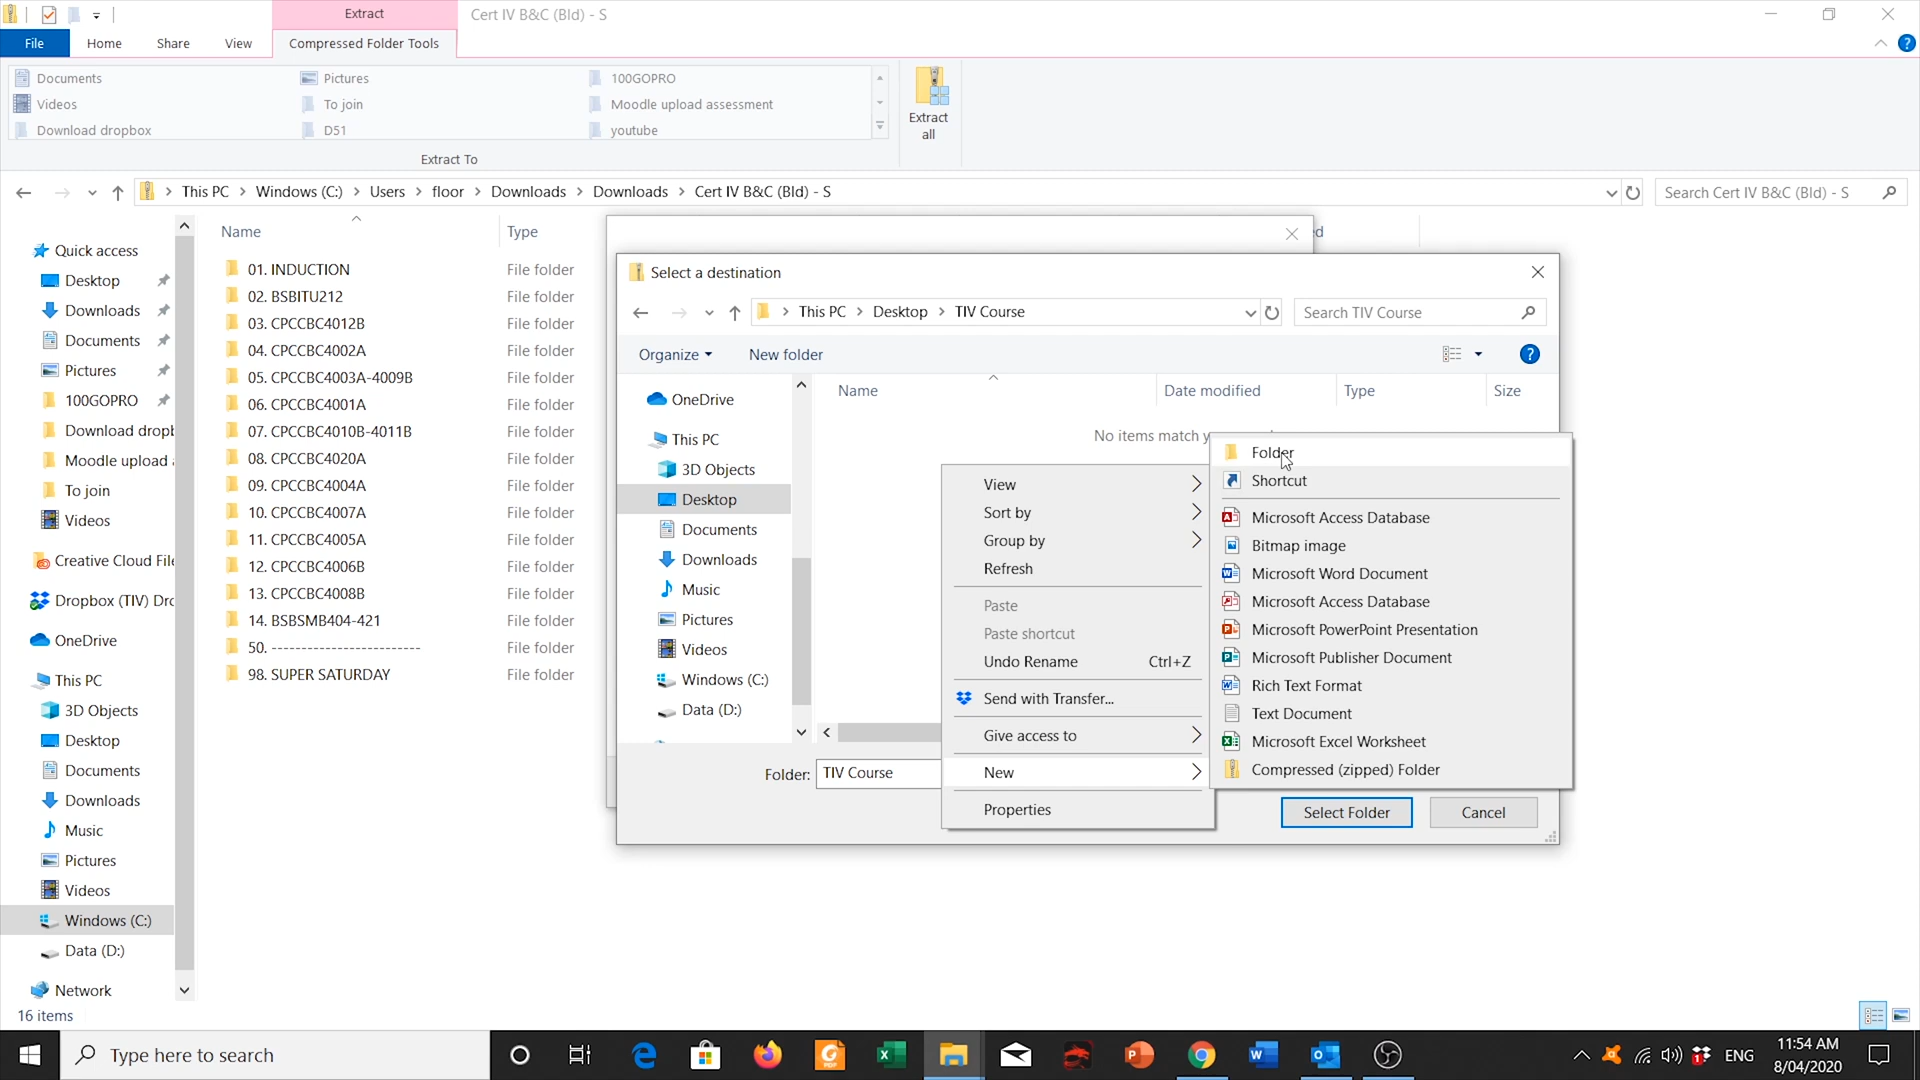 Extract
Cert IV B&C (Bld) - S
File
Home
Share
View
Compressed Folder Tools
Documents
Pictures
100GOPRO
Videos
To join
Moodle upload assessment
Download dropbox
D51
youtube
Extract
all
Extract To
This PC > Windows (C:) > Users > floor > Downloads > Downloads > Cert IV B&C (Bld) - S
Search Cert IV B&C (Bld) - S
Quick access
Desktop
Downloads
Documents
Pictures
100GOPRO
Download dropb
Moodle upload
To join
Videos
Creative Cloud File
Dropbox (TIV) Dro
OneDrive
This PC
3D Objects
Desktop
Documents
Downloads
Music
Pictures
Videos
Windows (C:)
Data (D:)
Network
16 items
Name
Type
01. INDUCTION File folder
02. BSBITU212 File folder
03. CPCCBC4012B File folder
04. CPCCBC4002A File folder
05. CPCCBC4003A-4009B File folder
06. CPCCBC4001A File folder
07. CPCCBC4010B-4011B File folder
08. CPCCBC4020A File folder
09. CPCCBC4004A File folder
10. CPCCBC4007A File folder
11. CPCCBC4005A File folder
12. CPCCBC4006B File folder
13. CPCCBC4008B File folder
14. BSBSMB404-421 File folder
50. ------------------------- File folder
98. SUPER SATURDAY File folder
Select a destination
This PC > Desktop > TIV Course
Search TIV Course
Organize
New folder
OneDrive
This PC
3D Objects
Desktop
Documents
Downloads
Music
Pictures
Videos
Windows (C:)
Data (D:)
Name
Date modified
Type
Size
No items match y
Folder: TIV Course
Select Folder
Cancel
View
Sort by
Group by
Refresh
Paste
Paste shortcut
Undo Rename Ctrl+Z
Send with Transfer...
Give access to
New
Properties
Folder
Shortcut
Microsoft Access Database
Bitmap image
Microsoft Word Document
Microsoft Access Database
Microsoft PowerPoint Presentation
Microsoft Publisher Document
Rich Text Format
Text Document
Microsoft Excel Worksheet
Compressed (zipped) Folder
Type here to search
ENG
11:54 AM
8/04/2020